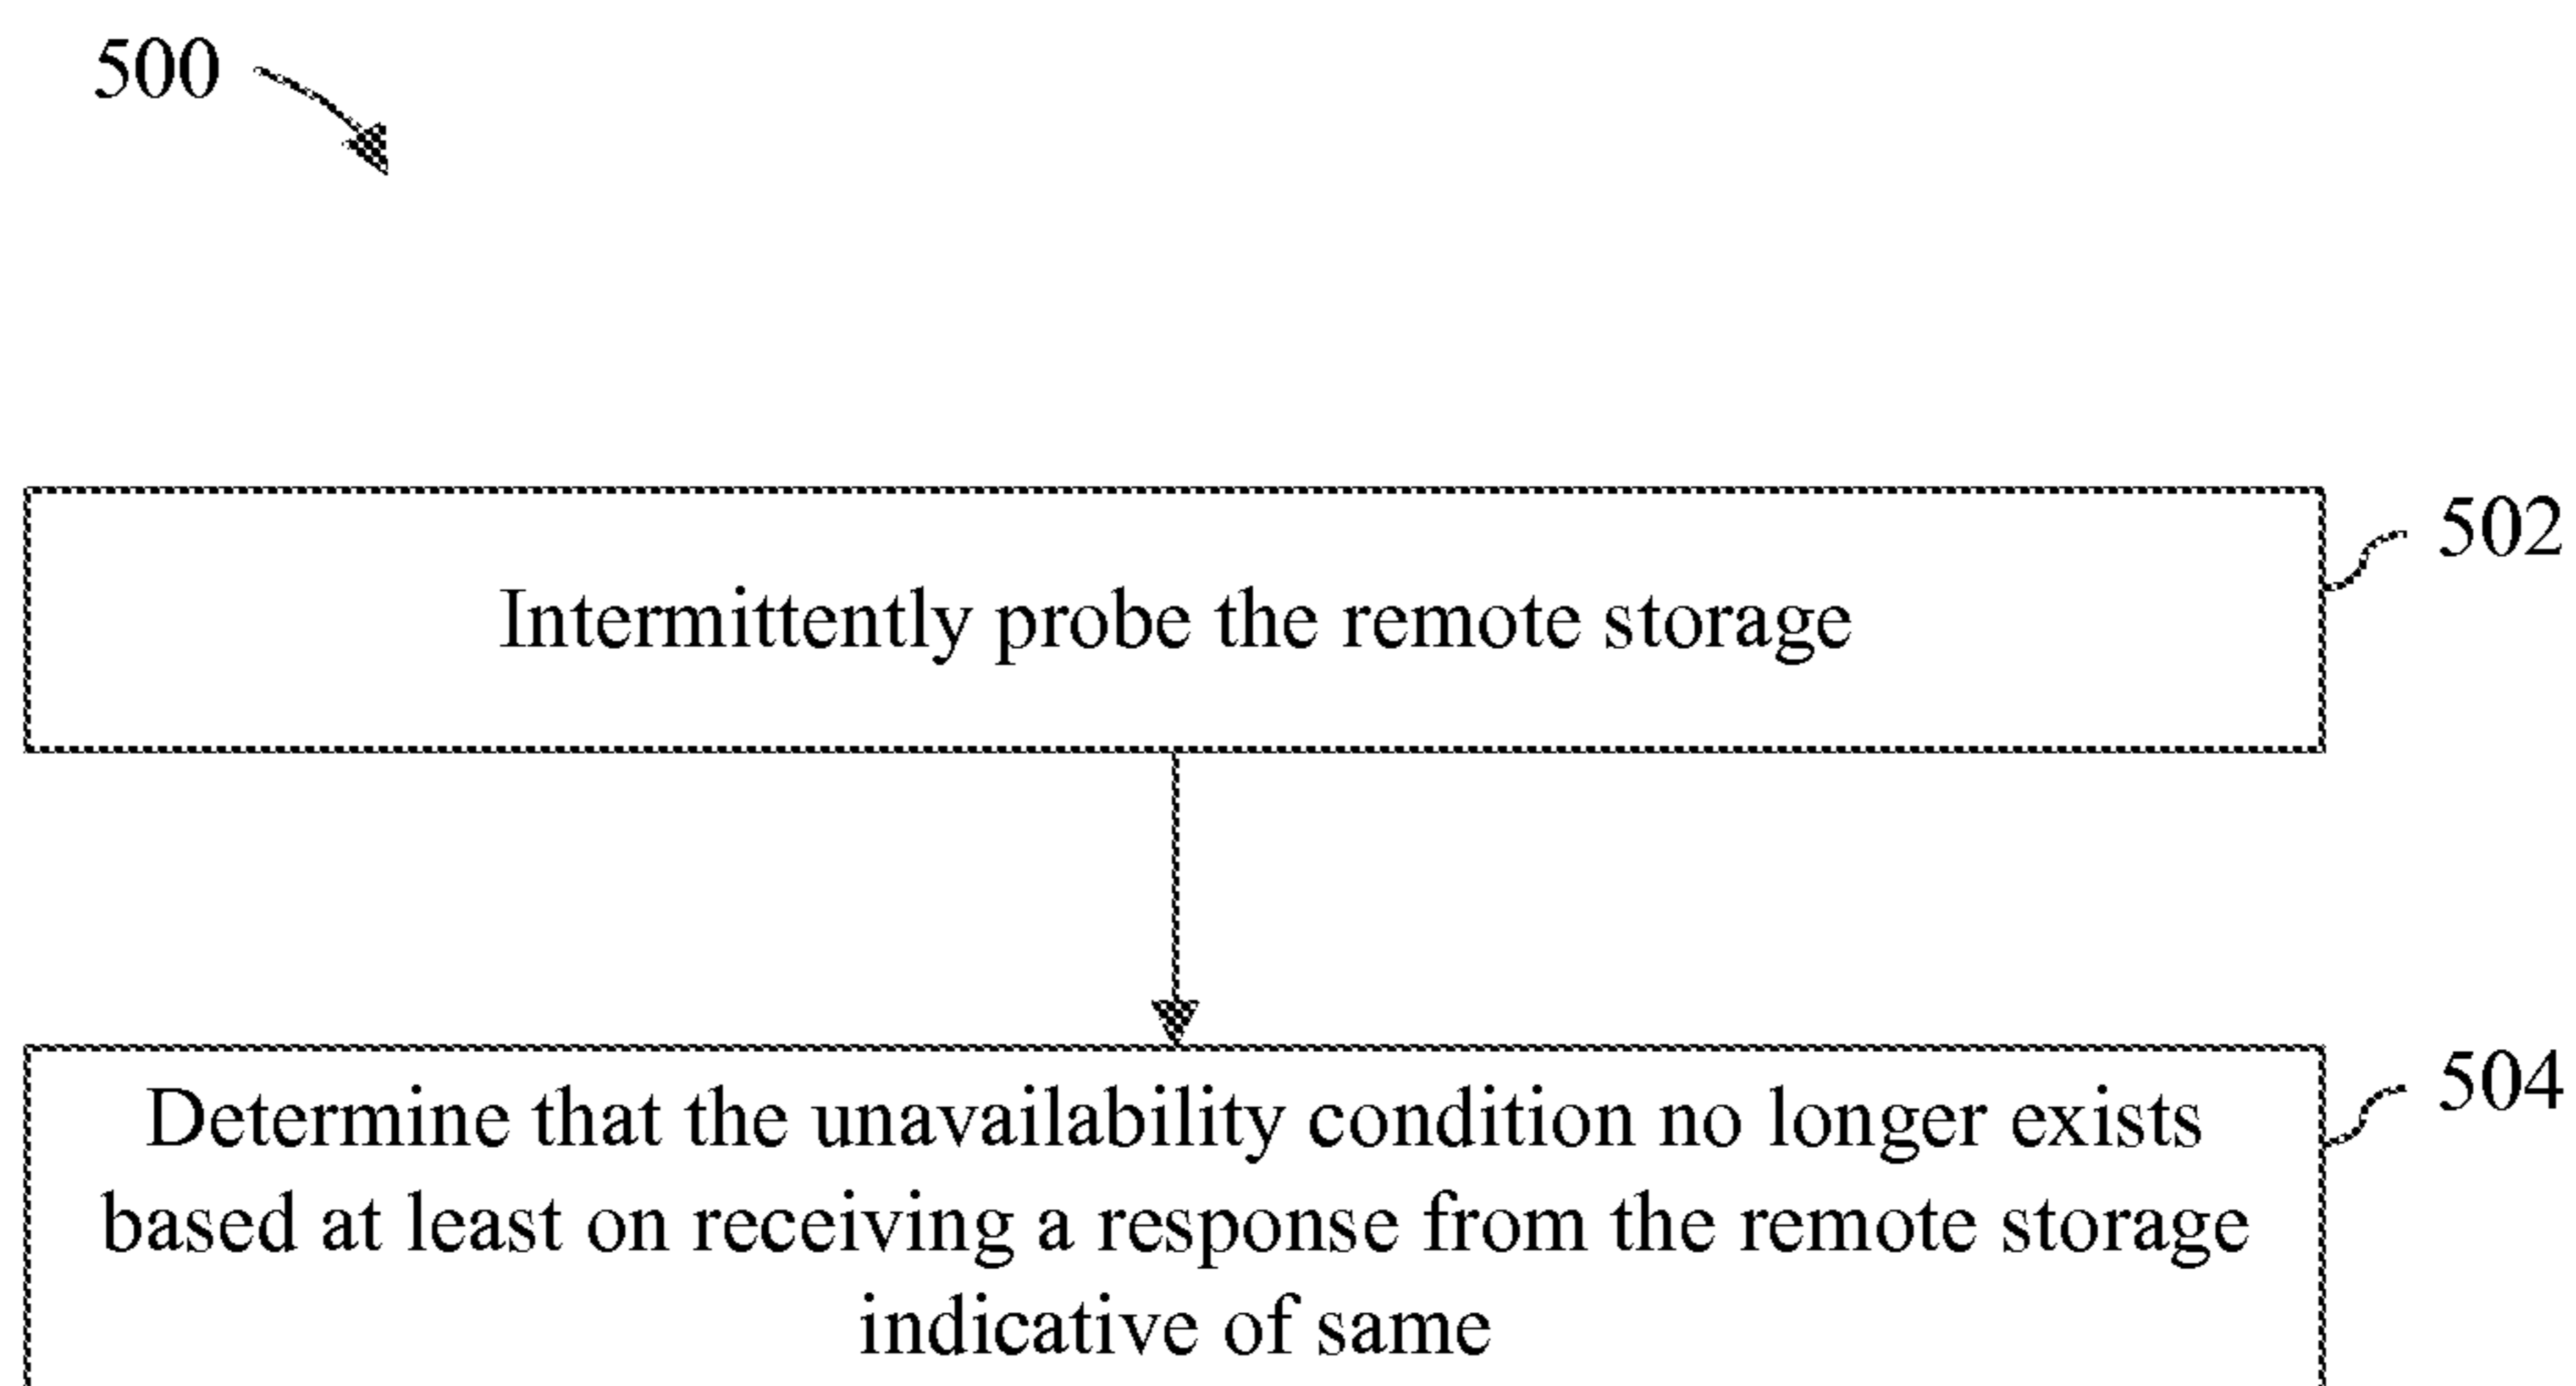 500
502
Intermittently probe the remote storage
504
Determine that the unavailability condition no longer exists
based at least on receiving a response from the remote storage
indicative of same